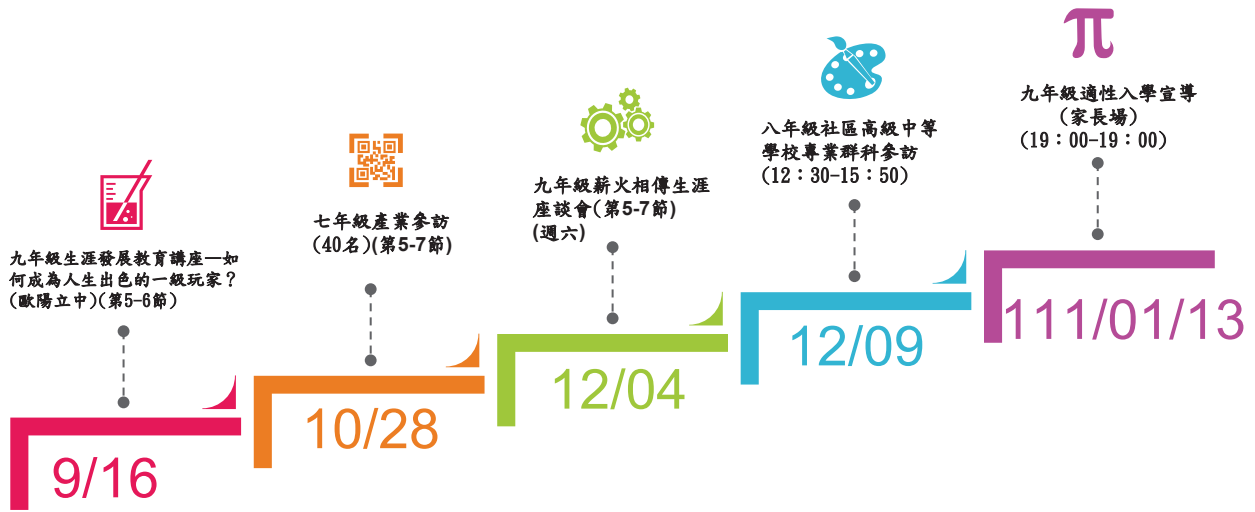 九年級生涯發展教育講座—如
何成為人生出色的一級玩家？
(歐陽立中)(第5-6節)
9/16
七年級產業參訪
(40名)(第5-7節)
10/28
九年級薪火相傳生涯
座談會(第5-7節)
(週六)
12/04
八年級社區高級中等
學校專業群科參訪
(12：30-15：50)
12/09
π
九年級適性入學宣導
(家長場)
(19：00-19：00)
111/01/13